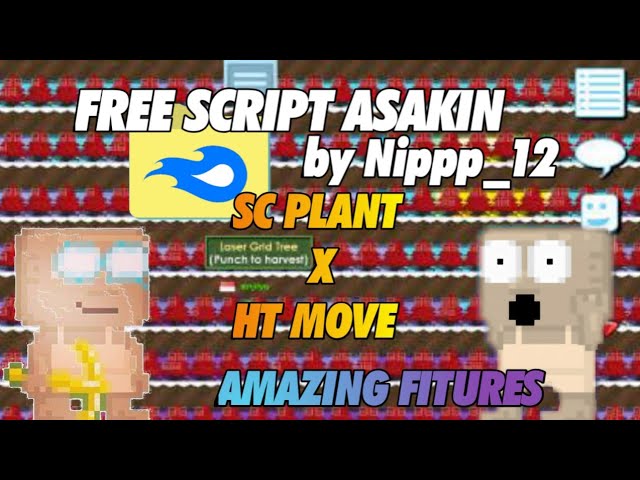 FREE SCRIPT ASAKIN
by Nippp_12
SC PLANT
Laser Grid Tree
(Punch to harvest)
X
HT MOVE
AMAZING FITURES